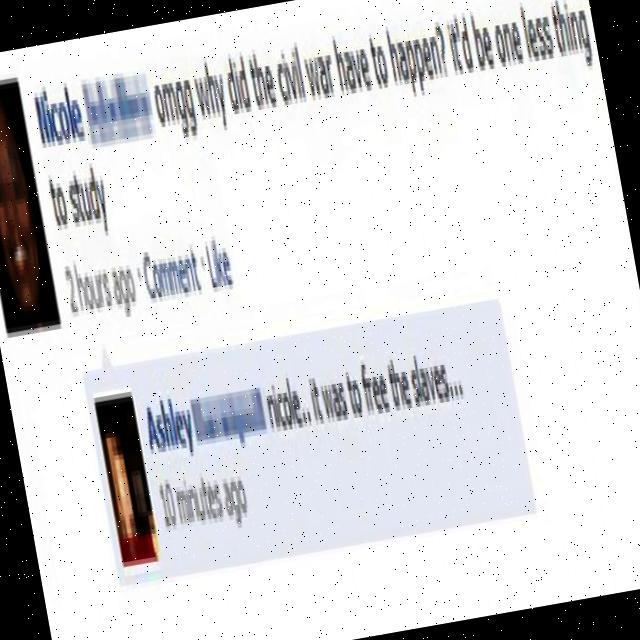 Nicole omgg why did the civil war have to happen? it'd be one less thing
to study
2 hours ago · Comment · Like
Ashley nicole.. it was to free the slaves...
10 minutes ago